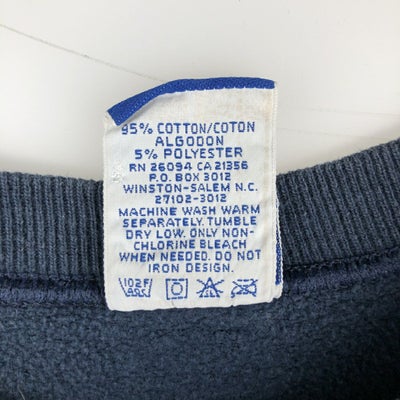 95% COTTON/COTON
ALGODON
5% POLYESTER
RN 26094 CA 21356
P.O. BOX 3012
WINSTON-SALEM N.C.
27102-3012
MACHINE WASH WARM
SEPARATELY. TUMBLE
DRY LOW. ONLY NON-
CHLORINE BLEACH
WHEN NEEDED. DO NOT
IRON DESIGN.
102F